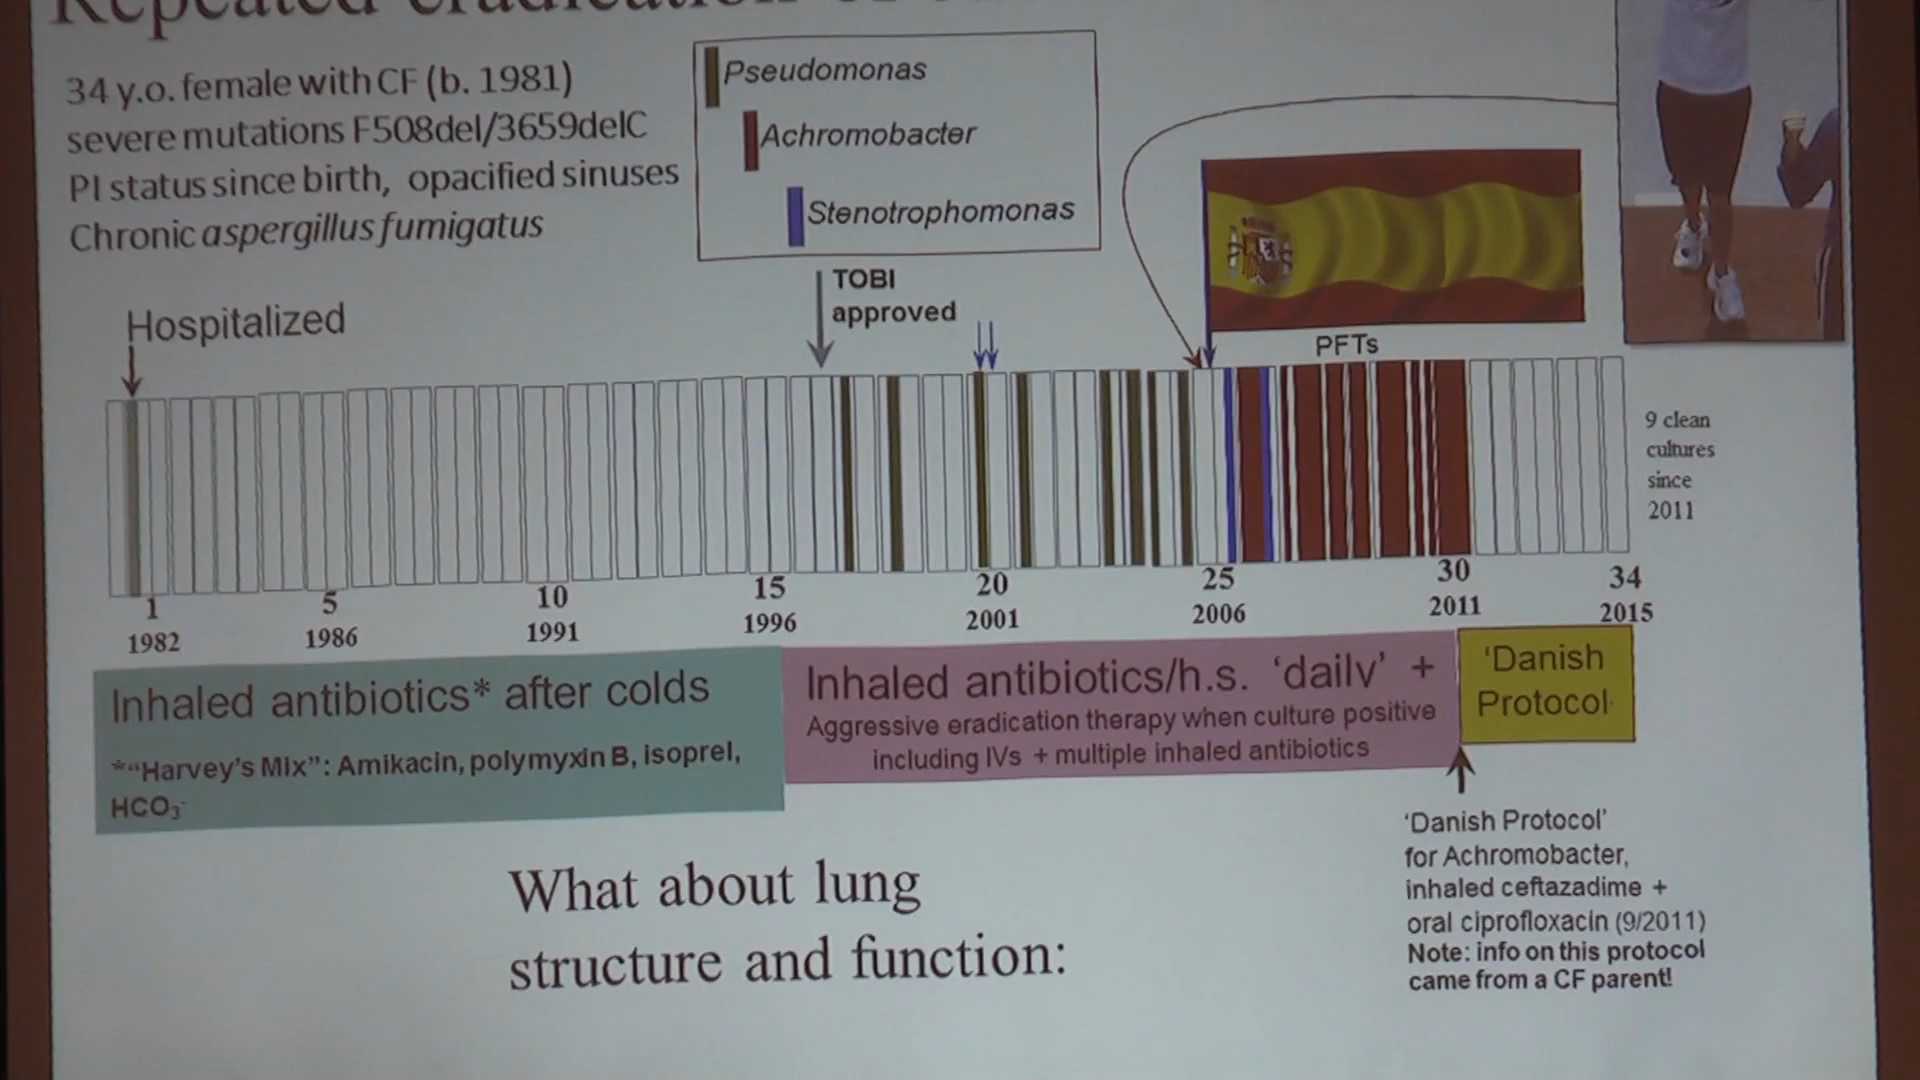 Repeated eradication of
34 y.o. female with CF (b. 1981)
severe mutations F508del/3659delC
PI status since birth, opacified sinuses
Chronic aspergillus fumigatus
Pseudomonas
Achromobacter
Stenotrophomonas
TOBI
approved
Hospitalized
PFTs
9 clean
cultures
since
2011
1 5 10 15 20 25 30 34
1982 1986 1991 1996 2001 2006 2011 2015
Inhaled antibiotics* after colds
*“Harvey’s Mix”: Amikacin, polymyxin B, isoprel,
HCO3-
Inhaled antibiotics/h.s. ‘daily’ +
Aggressive eradication therapy when culture positive
including IVs + multiple inhaled antibiotics
‘Danish
Protocol
‘Danish Protocol’
for Achromobacter,
inhaled ceftazadime +
oral ciprofloxacin (9/2011)
Note: info on this protocol
came from a CF parent!
What about lung
structure and function: